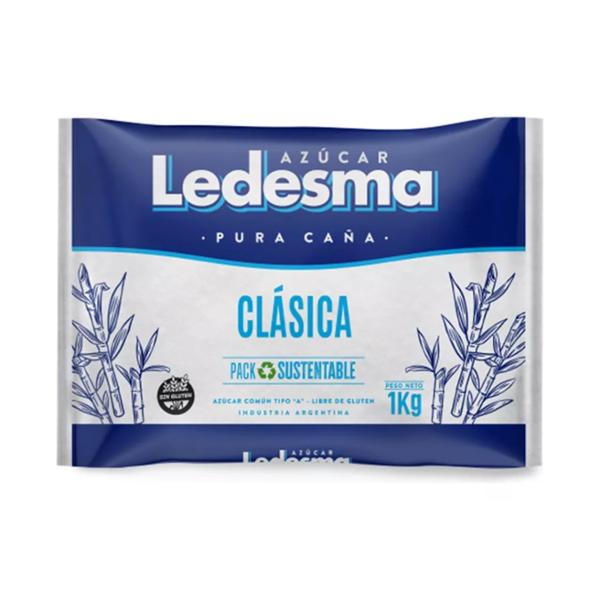 AZÚCAR
Ledesma
· PURA CAÑA ·
CLÁSICA
PACK SUSTENTABLE
SIN GLUTEN
AZÚCAR COMÚN TIPO "A" - LIBRE DE GLUTEN
INDUSTRIA ARGENTINA
PESO NETO
1Kg
AZÚCAR
Ledesma